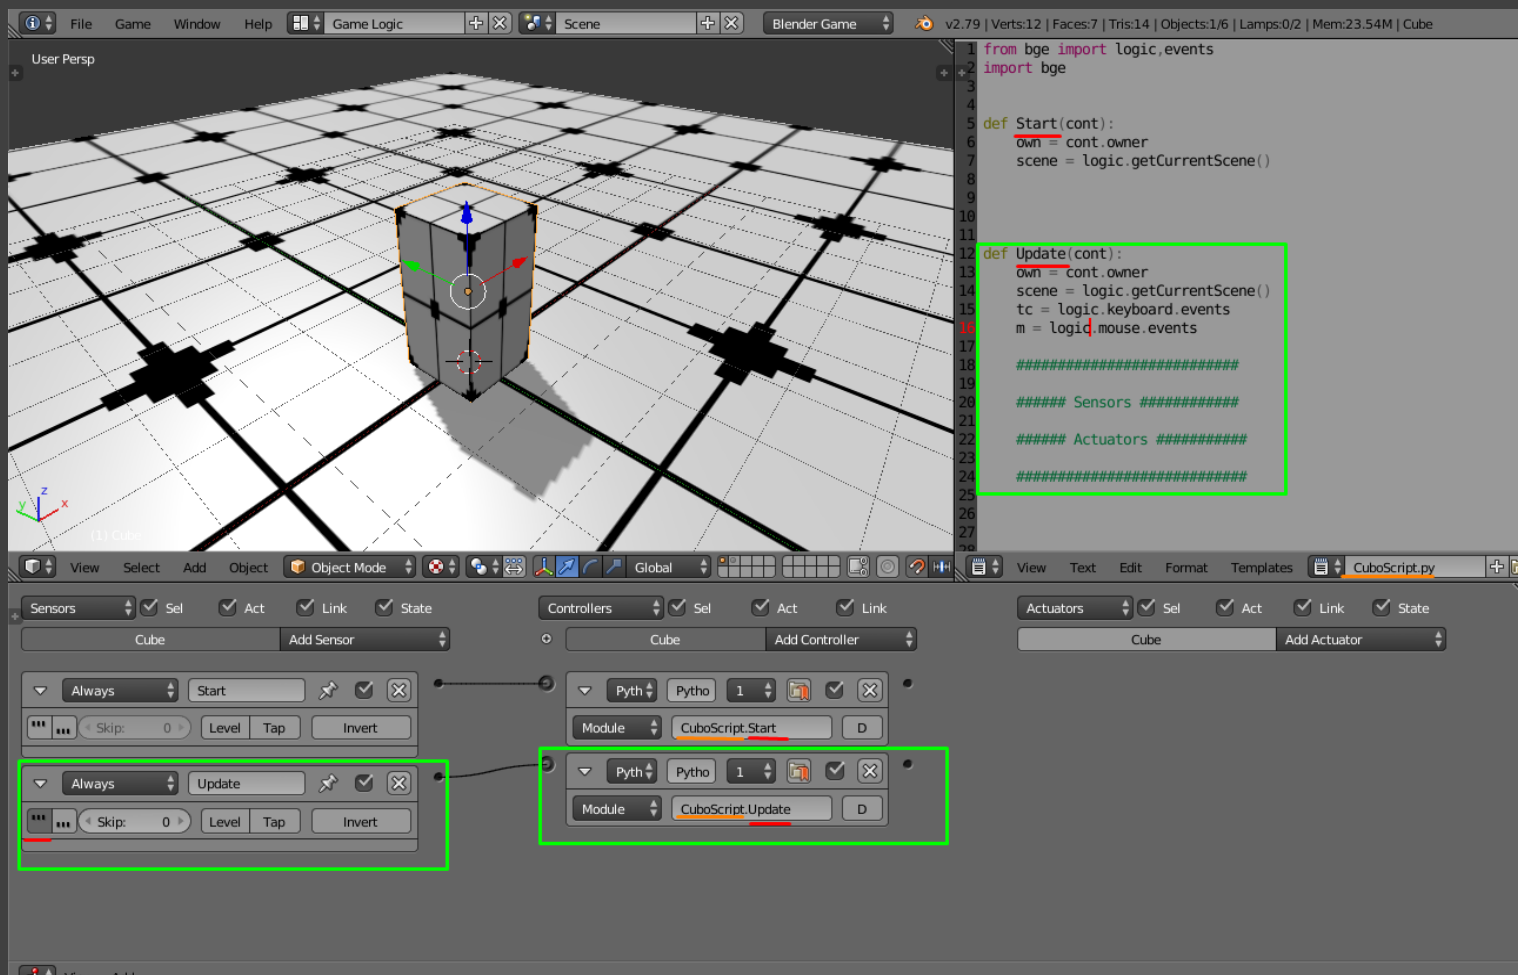 File Game Window Help Game Logic Scene Blender Game v2.79 | Verts:12 | Faces:7 | Tris:14 | Objects:1/6 | Lamps:0/2 | Mem:23.54M | Cube
User Persp
z
y x
(1) Cube
1 from bge import logic,events
2 import bge
3
4
5 def Start(cont):
6 own = cont.owner
7 scene = logic.getCurrentScene()
8
9
10
11
12 def Update(cont):
13 own = cont.owner
14 scene = logic.getCurrentScene()
15 tc = logic.keyboard.events
16 m = logic.mouse.events
17
18 ###########################
19
20 ###### Sensors ############
21
22 ###### Actuators ###########
23
24 ############################
25
26
27
28
View Select Add Object Object Mode Global
View Text Edit Format Templates CuboScript.py
Sensors Sel Act Link State Controllers Sel Act Link Actuators Sel Act Link State
Cube Add Sensor Cube Add Controller Cube Add Actuator
Always Start Pyth Pytho 1
Skip: 0 Level Tap Invert Module CuboScript.Start D
Always Update Pyth Pytho 1
Skip: 0 Level Tap Invert Module CuboScript.Update D